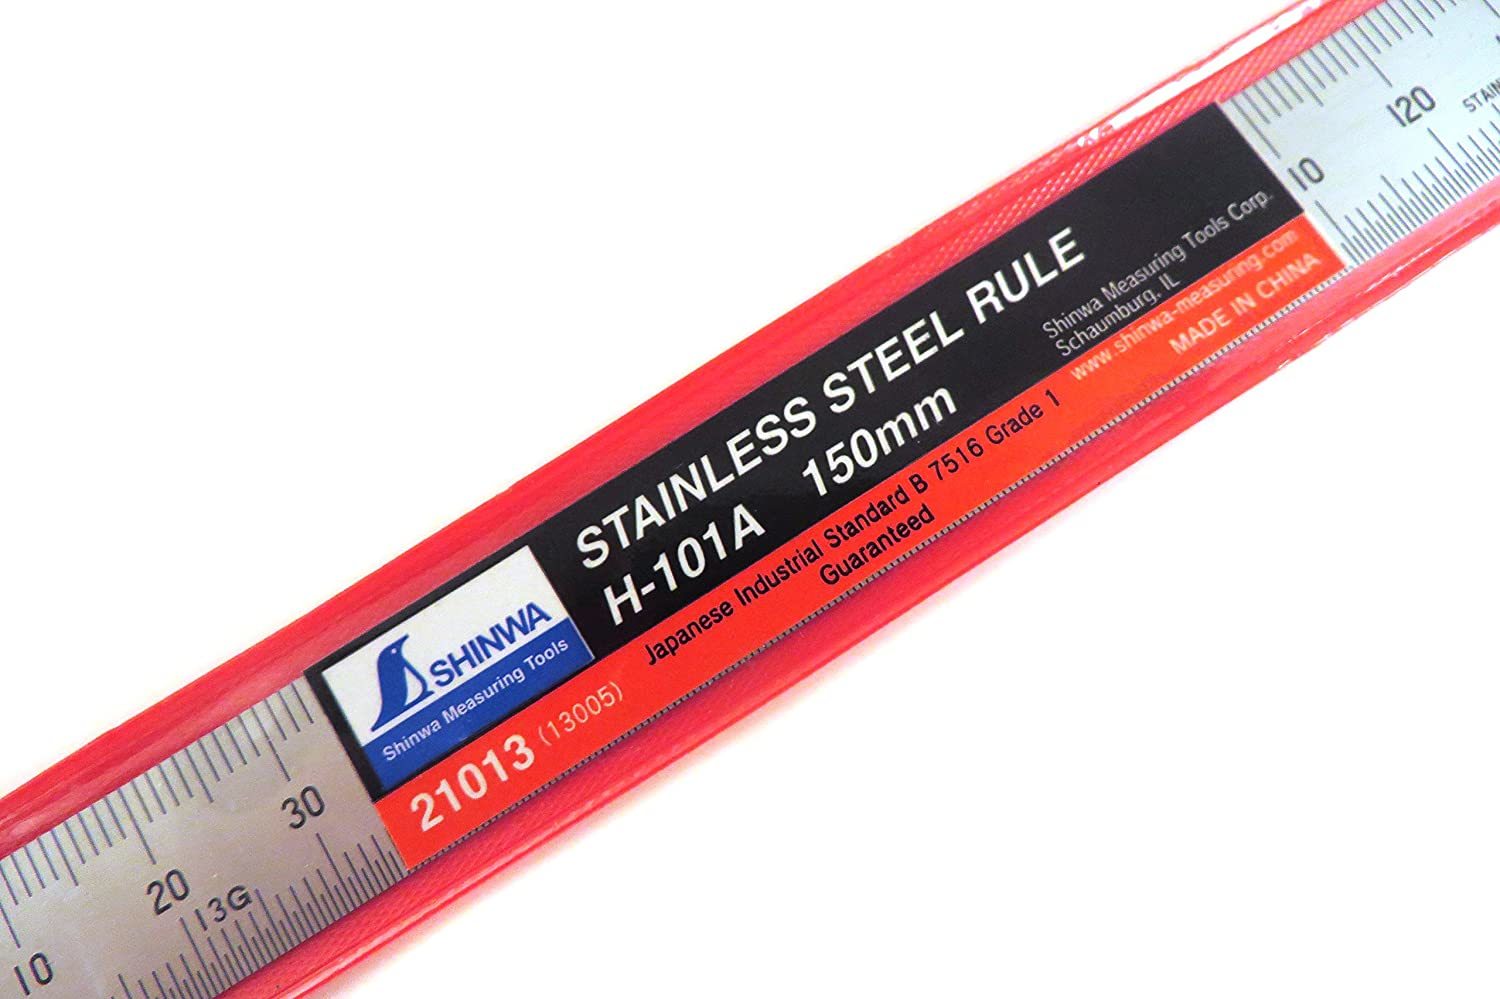 SHINWA
Shinwa Measuring Tools
STAINLESS STEEL RULE
H-101A 150mm
Shinwa Measuring Tools Corp.
Schaumburg, IL
www.shinwa-measuring.com
MADE IN CHINA
21013 (13005)
Japanese Industrial Standard B 7516 Grade 1
Guaranteed
10
20
30
13G
10
120
STAIN